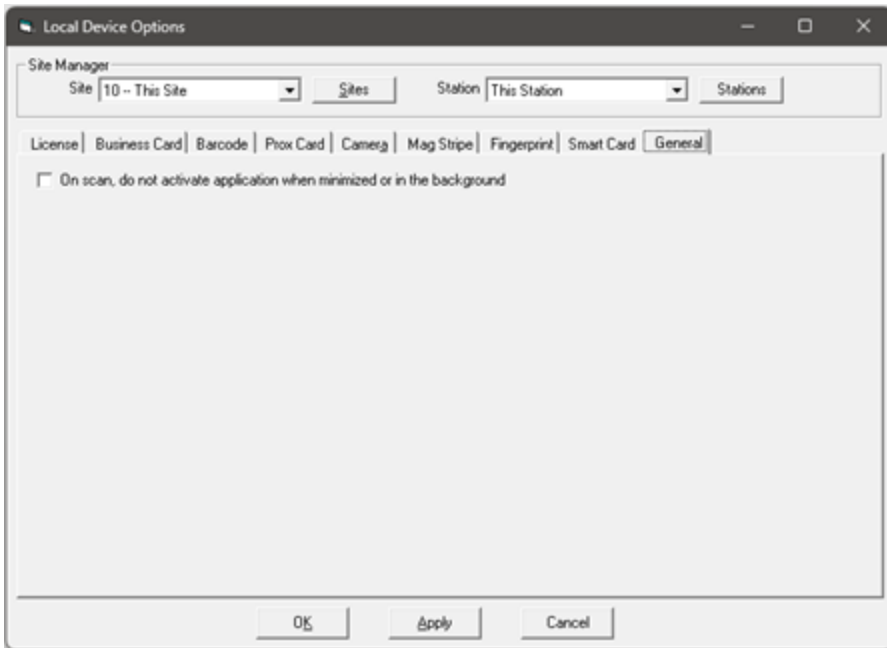 Local Device Options
Site Manager
Site 10 -- This Site Sites Station This Station Stations
License Business Card Barcode Prox Card Camera Mag Stripe Fingerprint Smart Card General
On scan, do not activate application when minimized or in the background
OK Apply Cancel